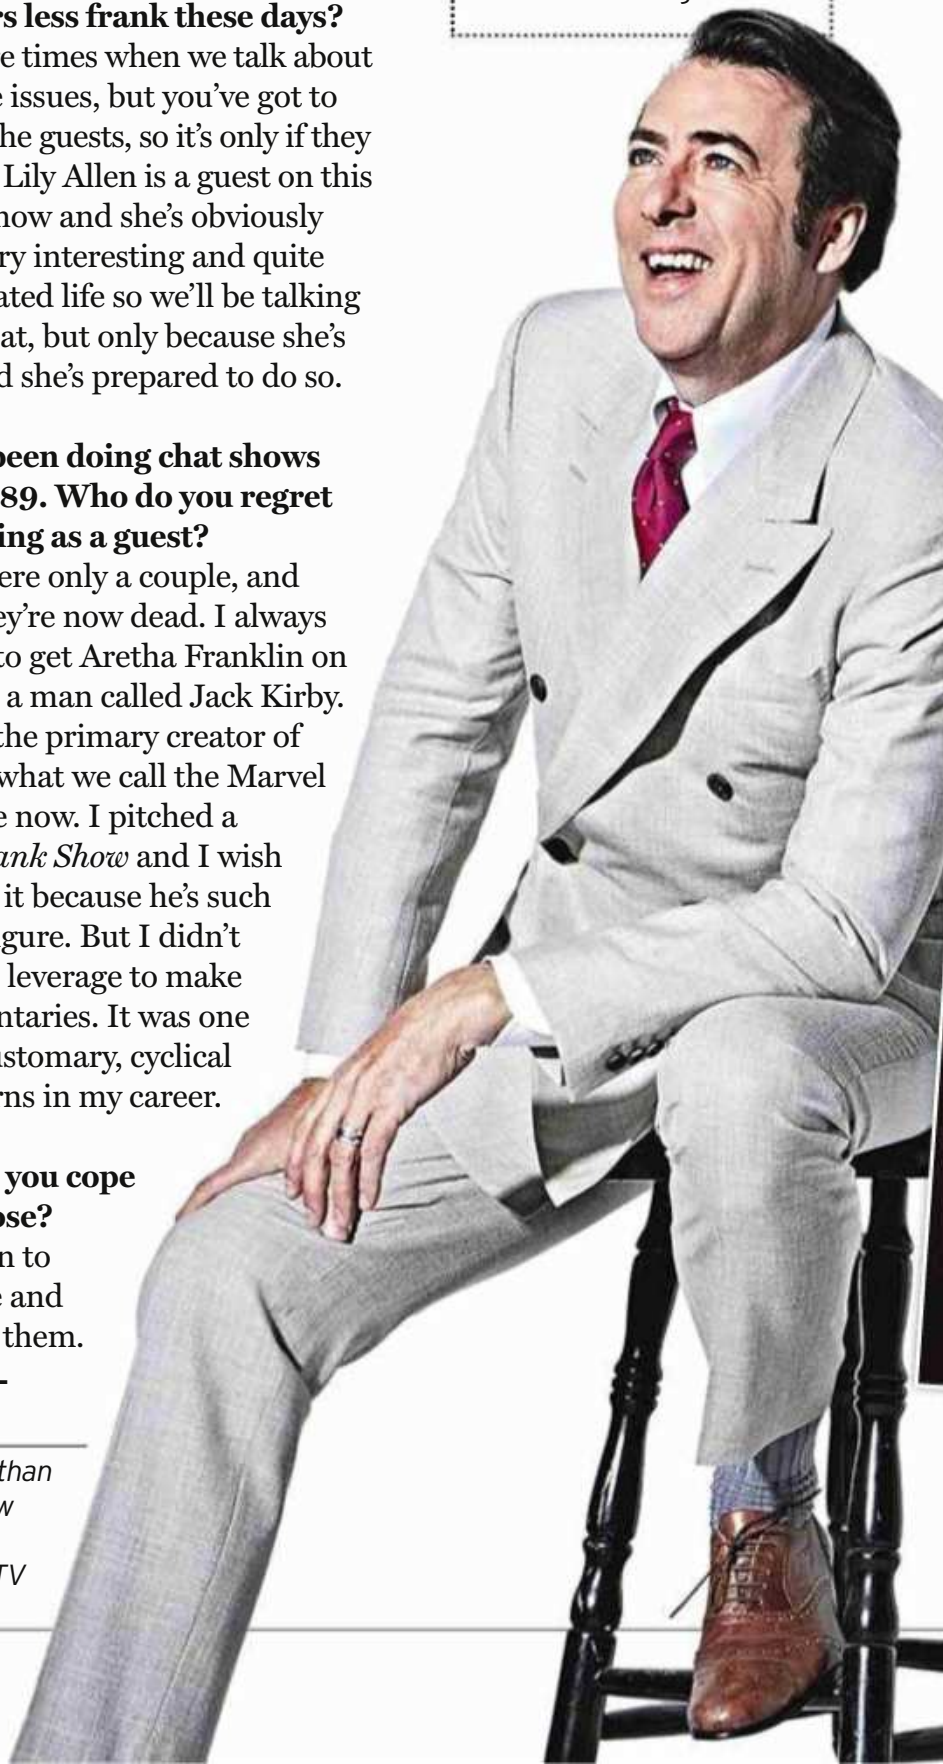 rs less frank these days?
e times when we talk about
e issues, but you've got to
he guests, so it's only if they
Lily Allen is a guest on this
how and she's obviously
ry interesting and quite
ated life so we'll be talking
at, but only because she's
d she's prepared to do so.
been doing chat shows
89. Who do you regret
ing as a guest?
ere only a couple, and
ey're now dead. I always
to get Aretha Franklin on
a man called Jack Kirby.
the primary creator of
what we call the Marvel
e now. I pitched a
ank Show and I wish
it because he's such
gure. But I didn't
leverage to make
ntaries. It was one
ustomary, cyclical
rns in my career.
you cope
ose?
n to
e and
them.
than
w
TV